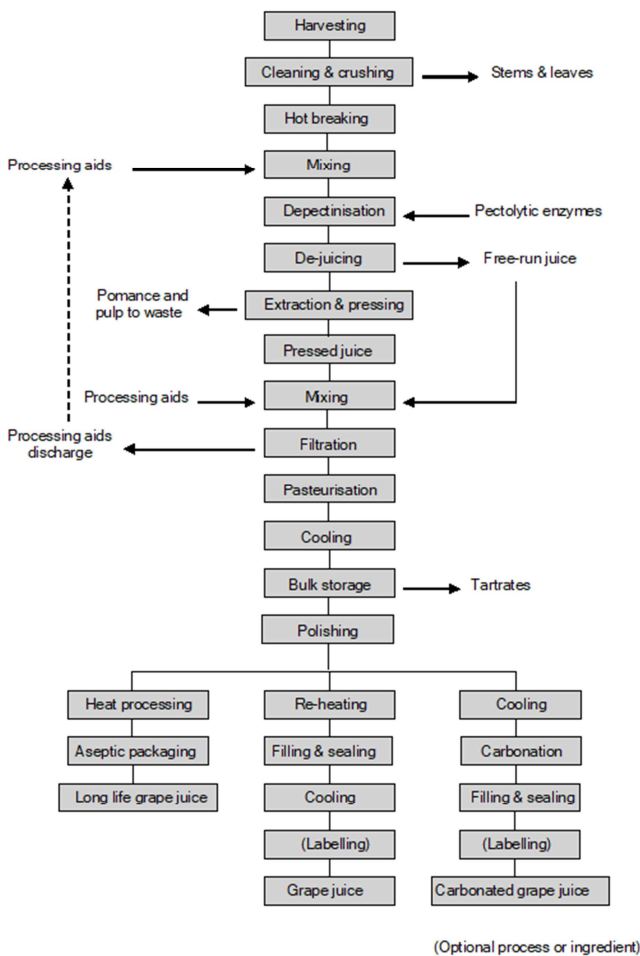 Harvesting
Cleaning & crushing
Stems & leaves
Hot breaking
Processing aids
Mixing
Depectinisation
Pectolytic enzymes
De-juicing
Free-run juice
Pomance and
pulp to waste
Extraction & pressing
Pressed juice
Processing aids
Mixing
Processing aids
discharge
Filtration
Pasteurisation
Cooling
Bulk storage
Tartrates
Polishing
Heat processing
Re-heating
Cooling
Aseptic packaging
Filling & sealing
Carbonation
Long life grape juice
Cooling
Filling & sealing
(Labelling)
(Labelling)
Grape juice
Carbonated grape juice
(Optional process or ingredient)